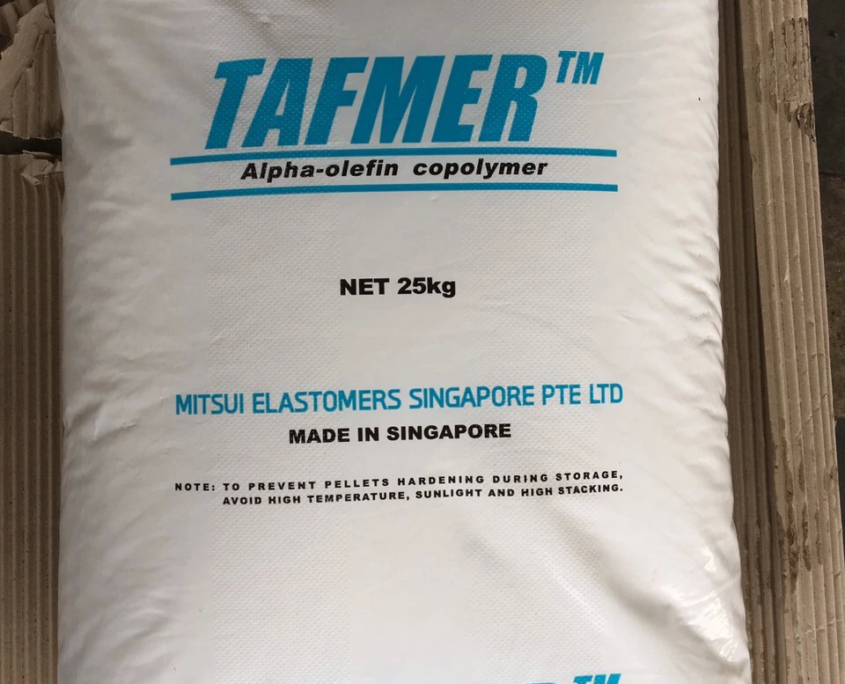 TAFMER™
Alpha-olefin copolymer
NET 25kg
MITSUI ELASTOMERS SINGAPORE PTE LTD
MADE IN SINGAPORE
NOTE: TO PREVENT PELLETS HARDENING DURING STORAGE,
AVOID HIGH TEMPERATURE, SUNLIGHT AND HIGH STACKING.